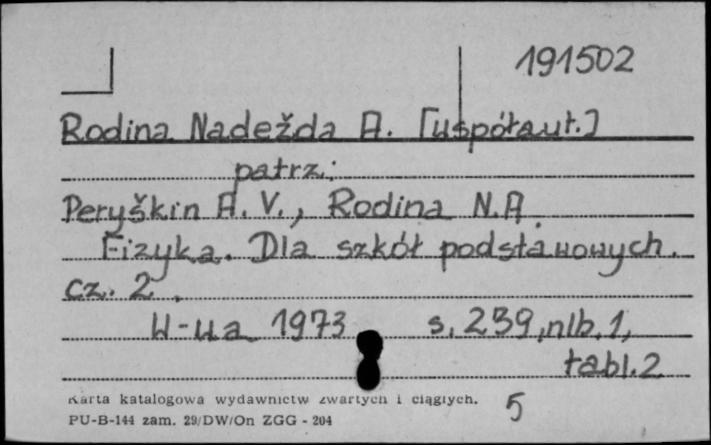 191502
Rodina Nadežda A. [współaut.]
patrz:
Peryškin A. V., Rodina N.A.
Fizyka. Dla szkół podstawowych.
cz. 2.
W-wa 1973 s. 239, nlb. 1,
tabl. 2
Karta katalogowa wydawnictw zwartych i ciągłych. 5
PU-B-144 zam. 29/DW/On ZGG - 204